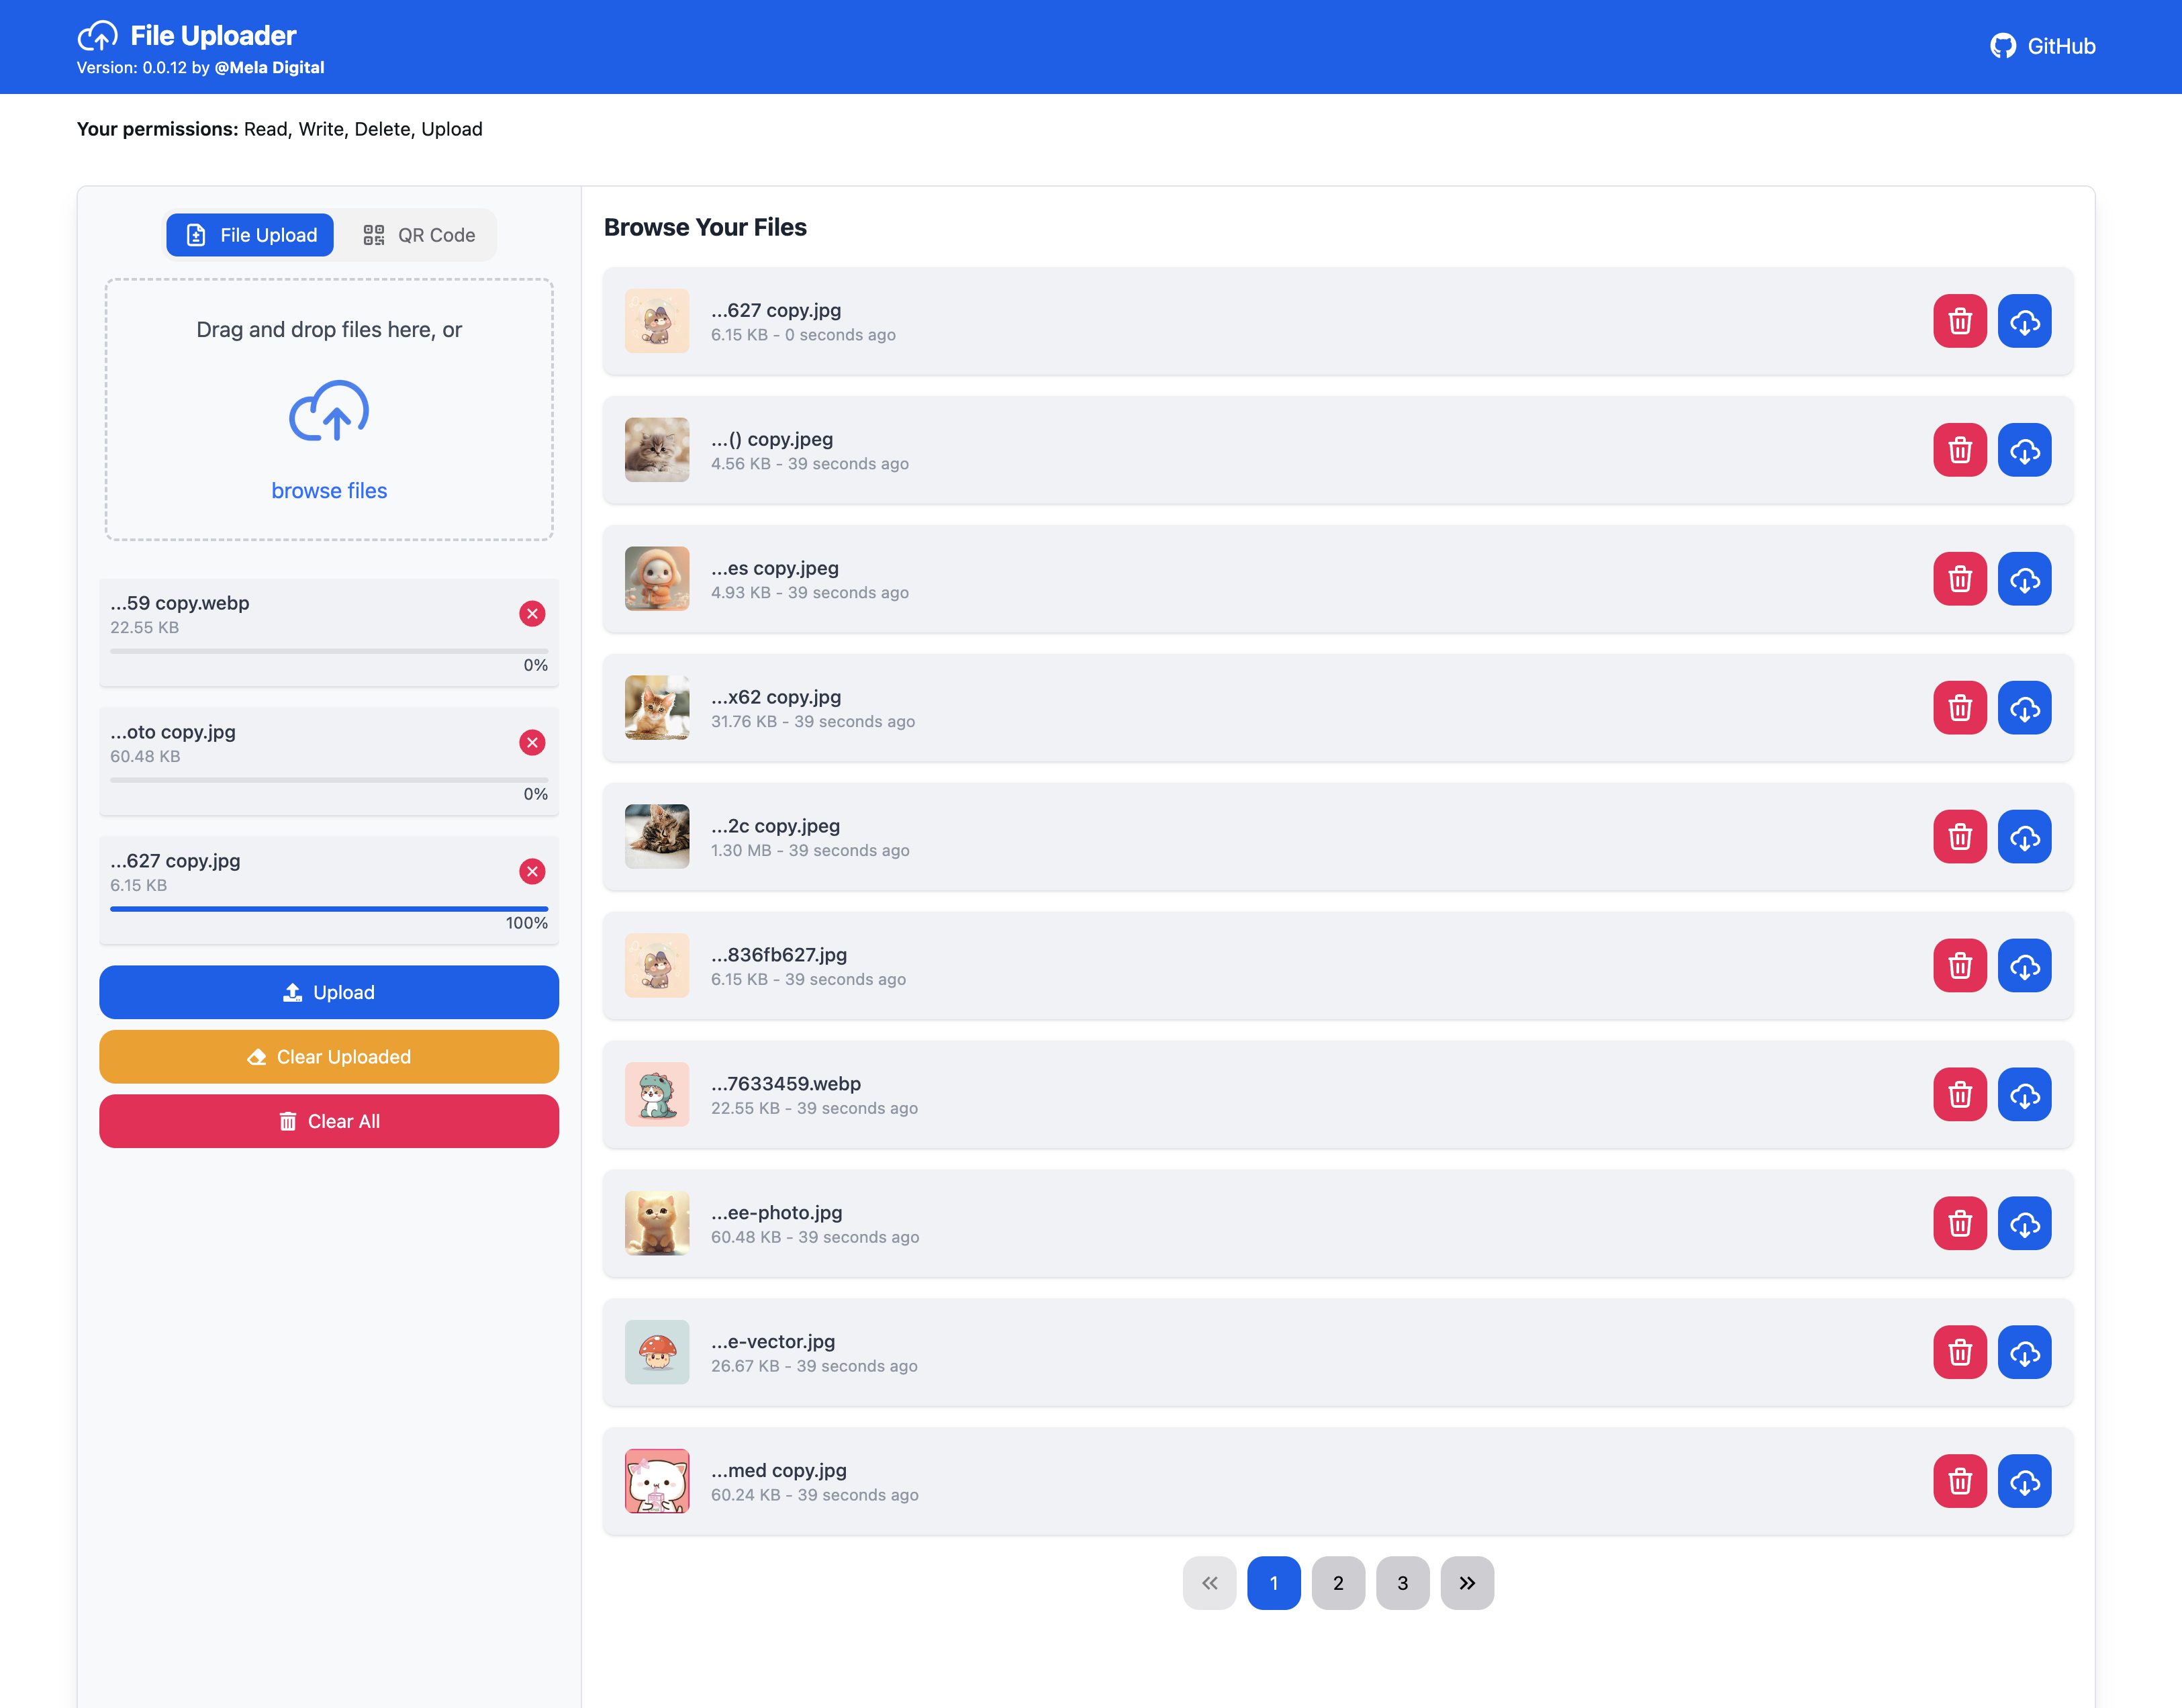 File Uploader
Version: 0.0.12 by @Mela Digital
GitHub
Your permissions: Read, Write, Delete, Upload
File Upload
QR Code
Drag and drop files here, or
browse files
...59 copy.webp
22.55 KB
0%
...oto copy.jpg
60.48 KB
0%
...627 copy.jpg
6.15 KB
100%
Upload
Clear Uploaded
Clear All
Browse Your Files
...627 copy.jpg
6.15 KB - 0 seconds ago
...() copy.jpeg
4.56 KB - 39 seconds ago
...es copy.jpeg
4.93 KB - 39 seconds ago
...x62 copy.jpg
31.76 KB - 39 seconds ago
...2c copy.jpeg
1.30 MB - 39 seconds ago
...836fb627.jpg
6.15 KB - 39 seconds ago
...7633459.webp
22.55 KB - 39 seconds ago
...ee-photo.jpg
60.48 KB - 39 seconds ago
...e-vector.jpg
26.67 KB - 39 seconds ago
...med copy.jpg
60.24 KB - 39 seconds ago
« 1 2 3 »